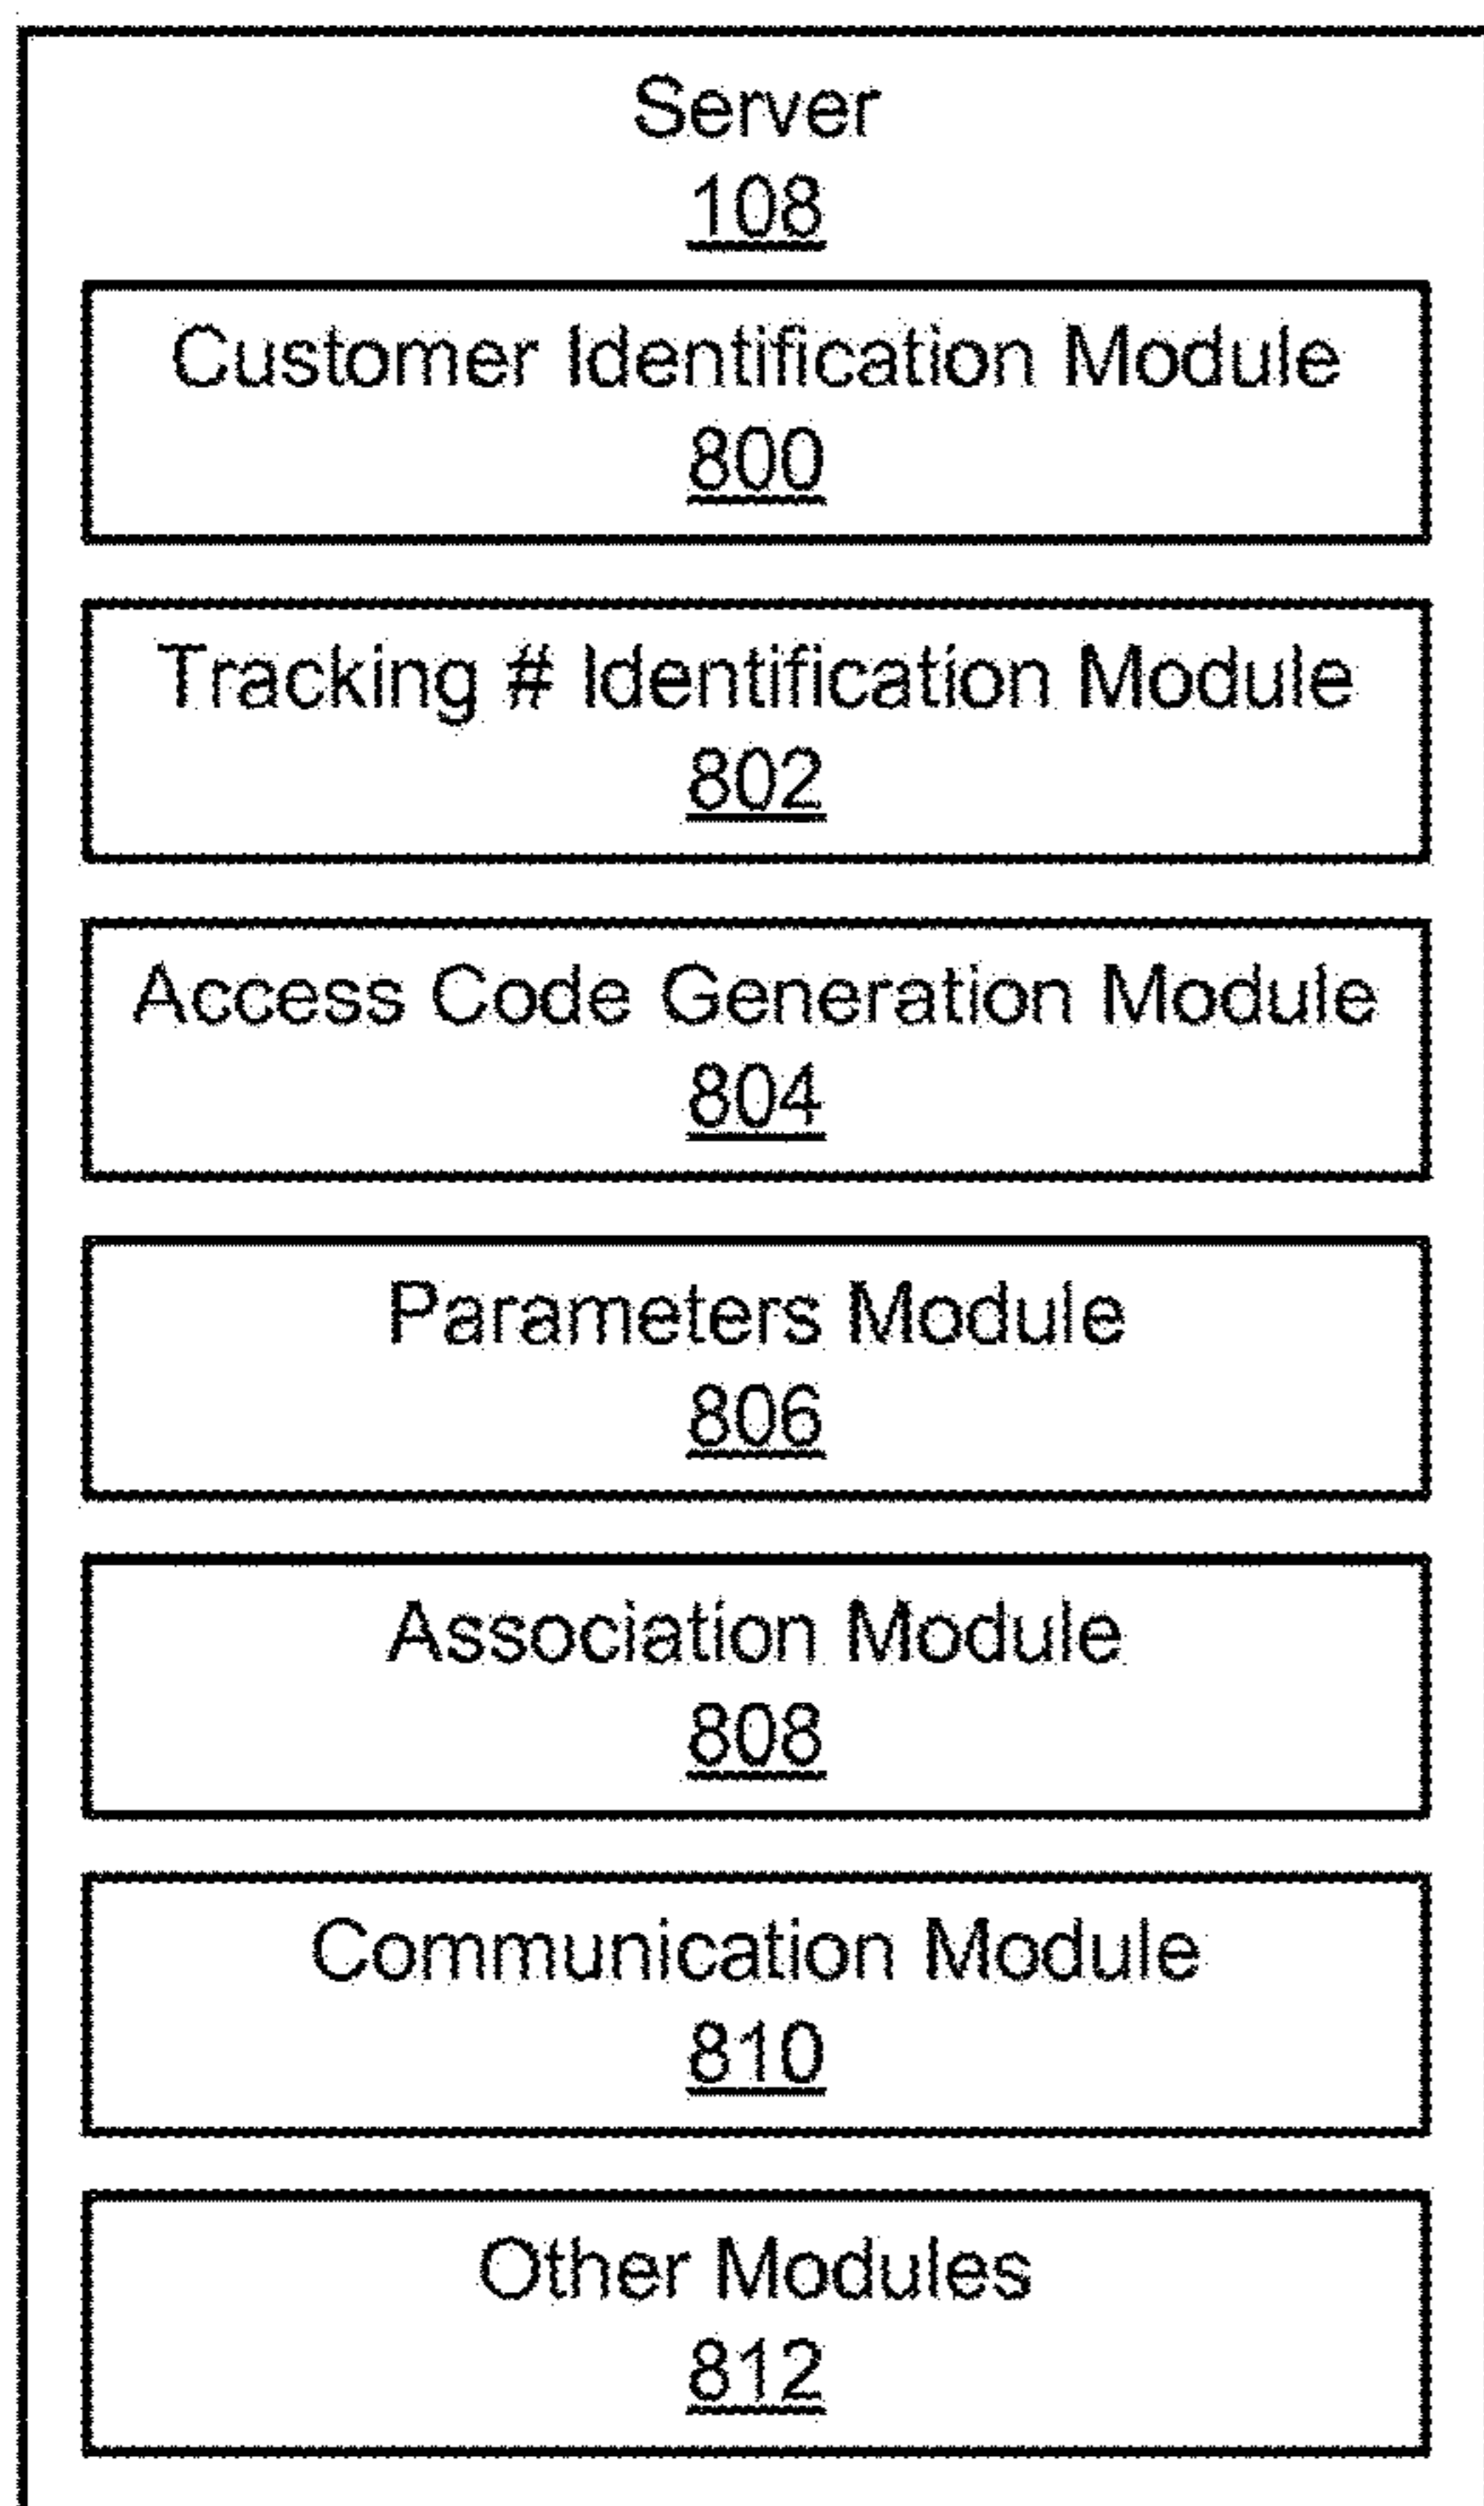 Server
108
Customer Identification Module
800
Tracking # Identification Module
802
Access Code Generation Module
804
Parameters Module
806
Association Module
808
Communication Module
810
Other Modules
812